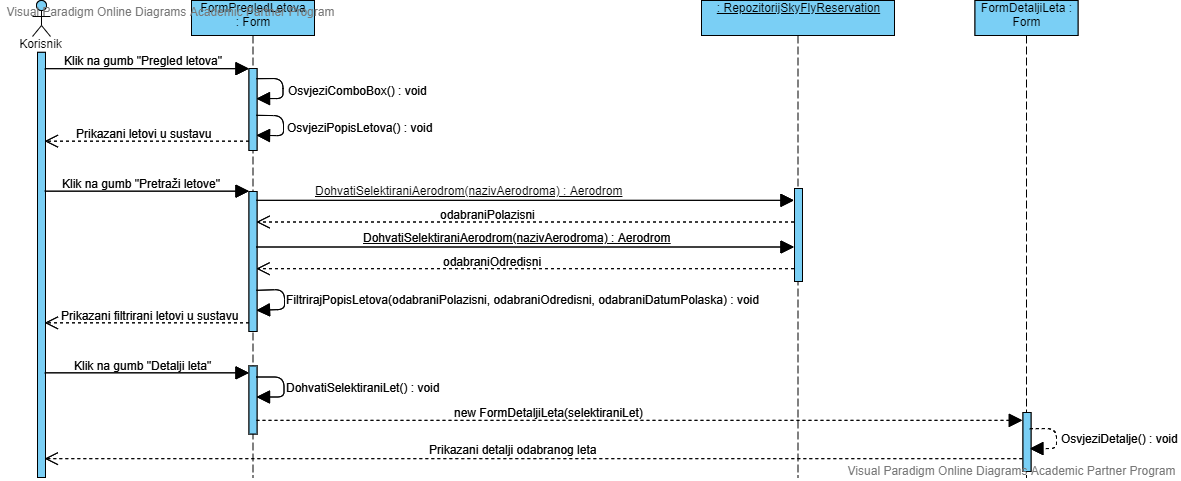 Visual Paradigm Online Diagrams Academic Partner Program
FormPregledLetova
: Form
: RepozitorijSkyFlyReservation
FormDetaljiLeta :
Form
Korisnik
Klik na gumb "Pregled letova"
OsvjeziComboBox() : void
OsvjeziPopisLetova() : void
Prikazani letovi u sustavu
Klik na gumb "Pretraži letove"
DohvatiSelektiraniAerodrom(nazivAerodroma) : Aerodrom
odabraniPolazisni
DohvatiSelektiraniAerodrom(nazivAerodroma) : Aerodrom
odabraniOdredisni
FiltrirajPopisLetova(odabraniPolazisni, odabraniOdredisni, odabraniDatumPolaska) : void
Prikazani filtrirani letovi u sustavu
Klik na gumb "Detalji leta"
DohvatiSelektiraniLet() : void
new FormDetaljiLeta(selektiraniLet)
OsvjeziDetalje() : void
Prikazani detalji odabranog leta
Visual Paradigm Online Diagrams Academic Partner Program